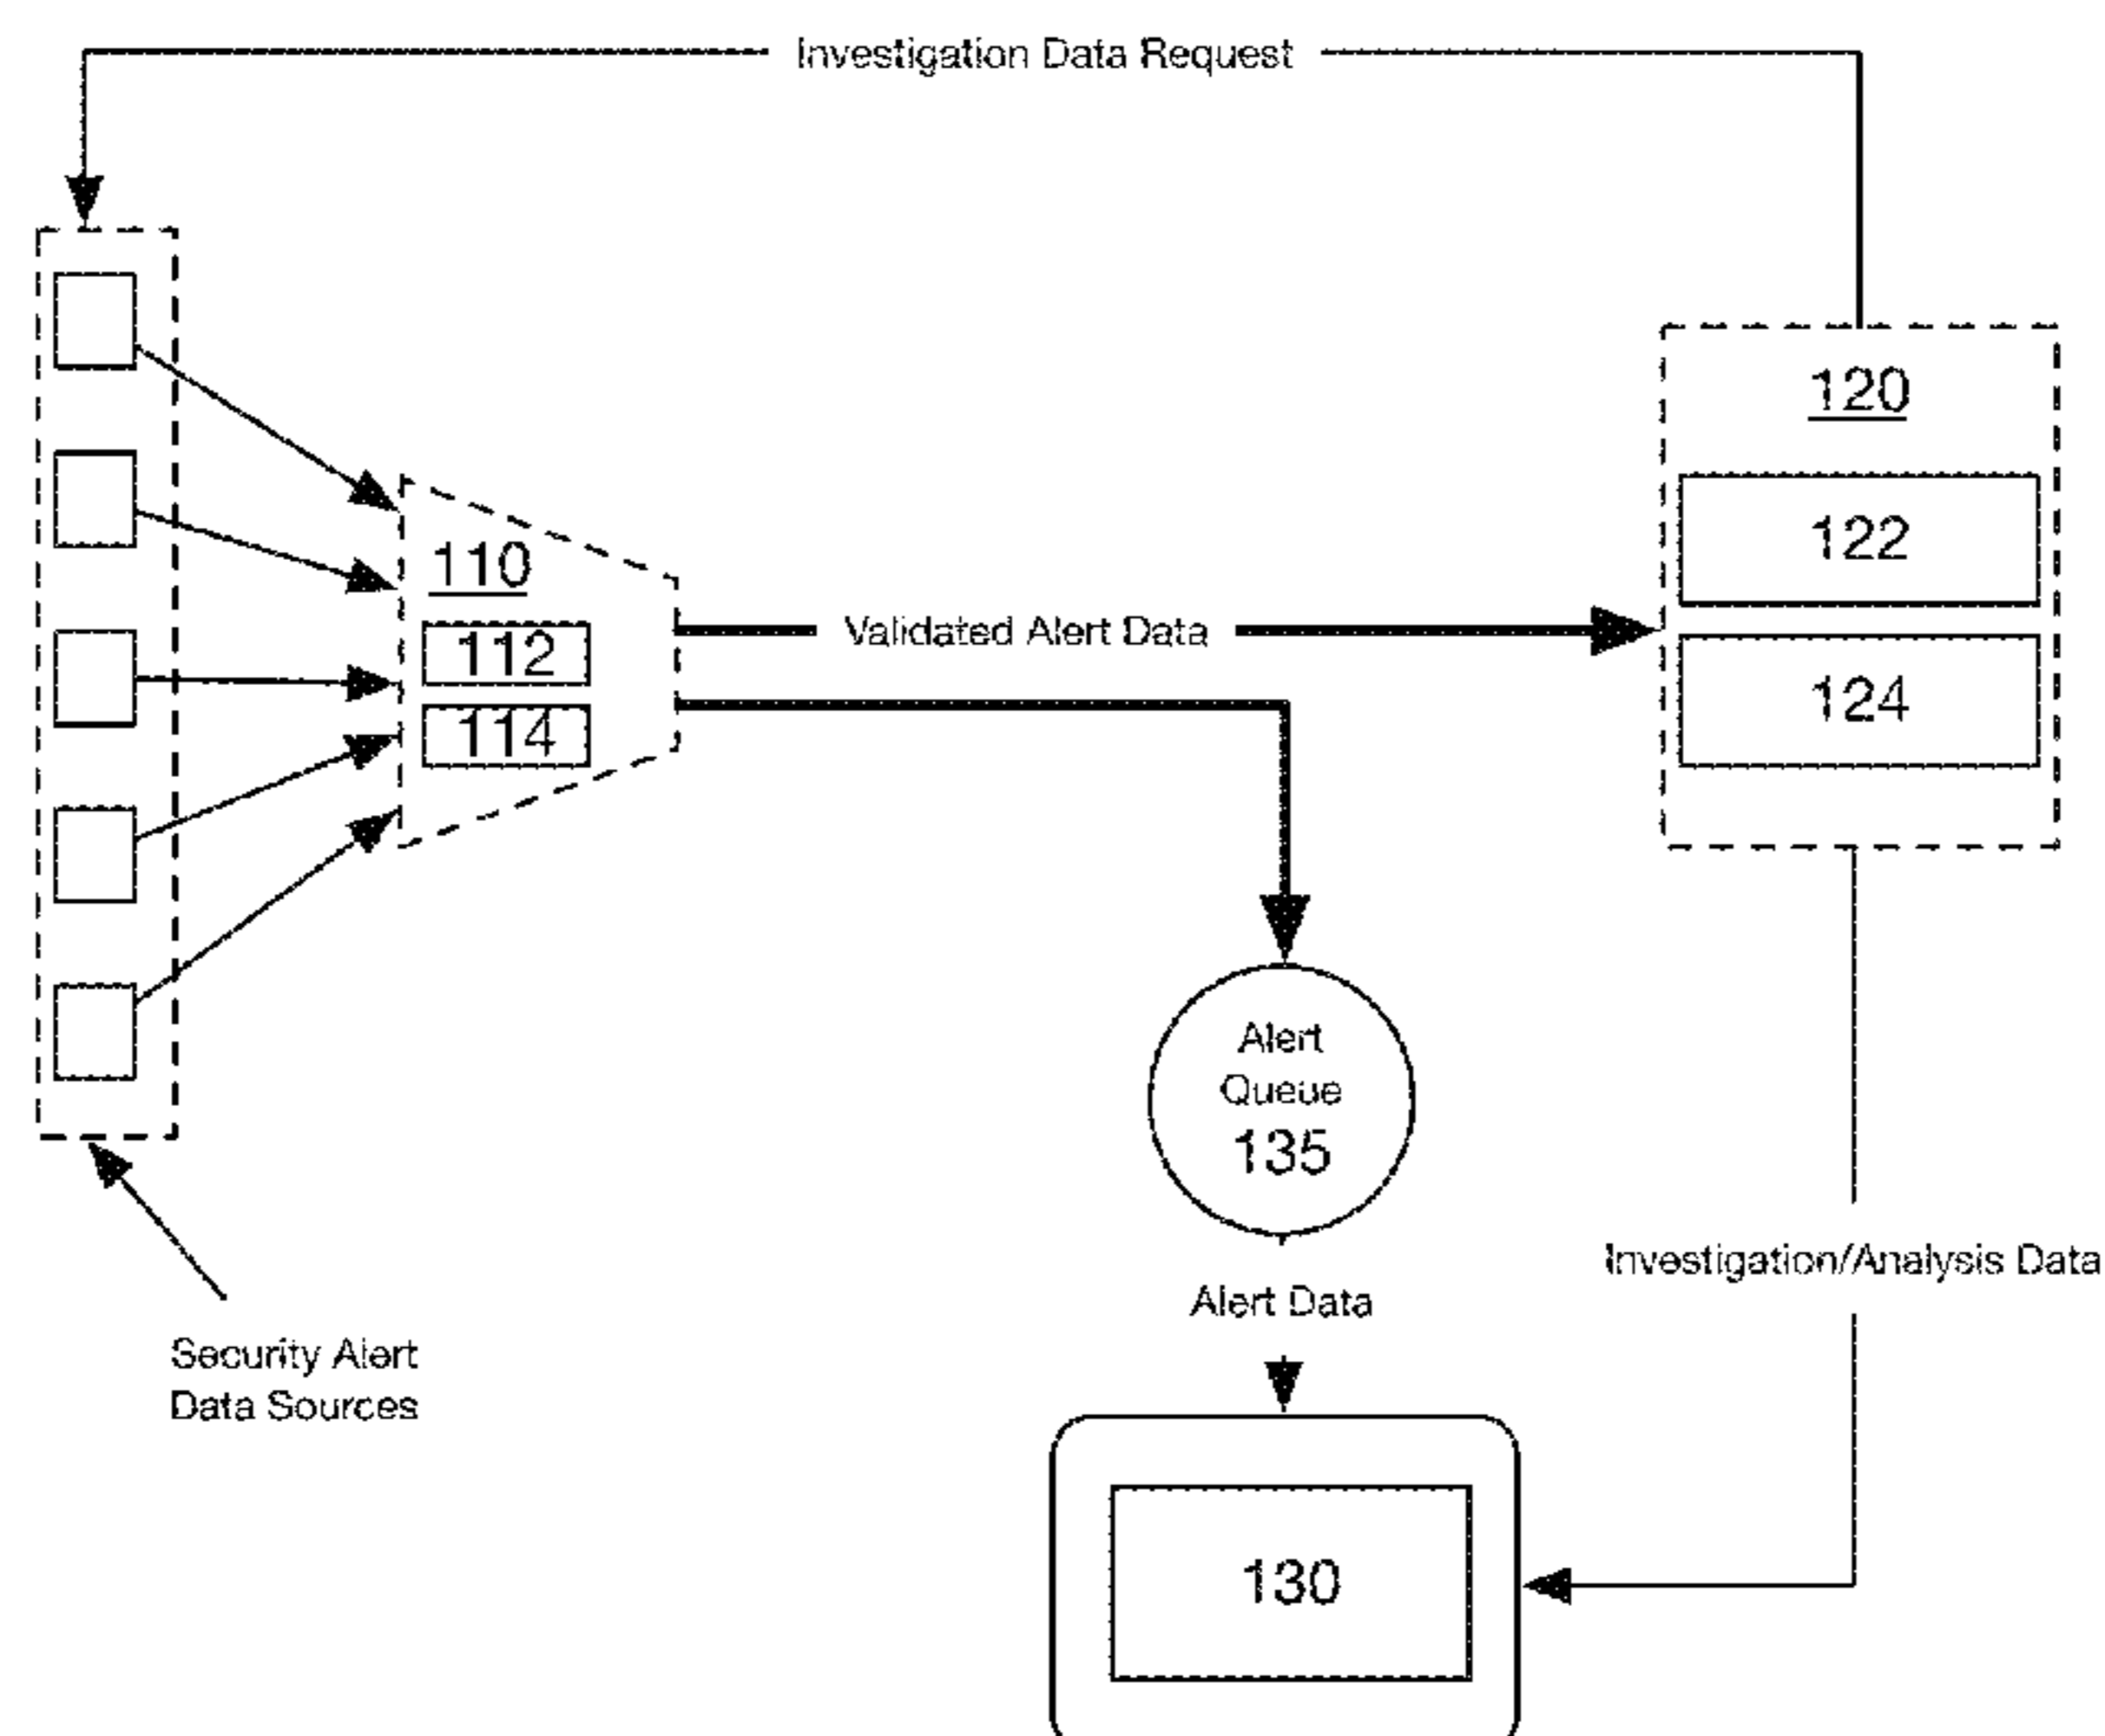 Investigation Data Request
120
122
110
Validated Alert Data
112
124
114
Alert
Queue
135
Investigation/Analysis Data
Alert Data
Security Alert
Data Sources
130